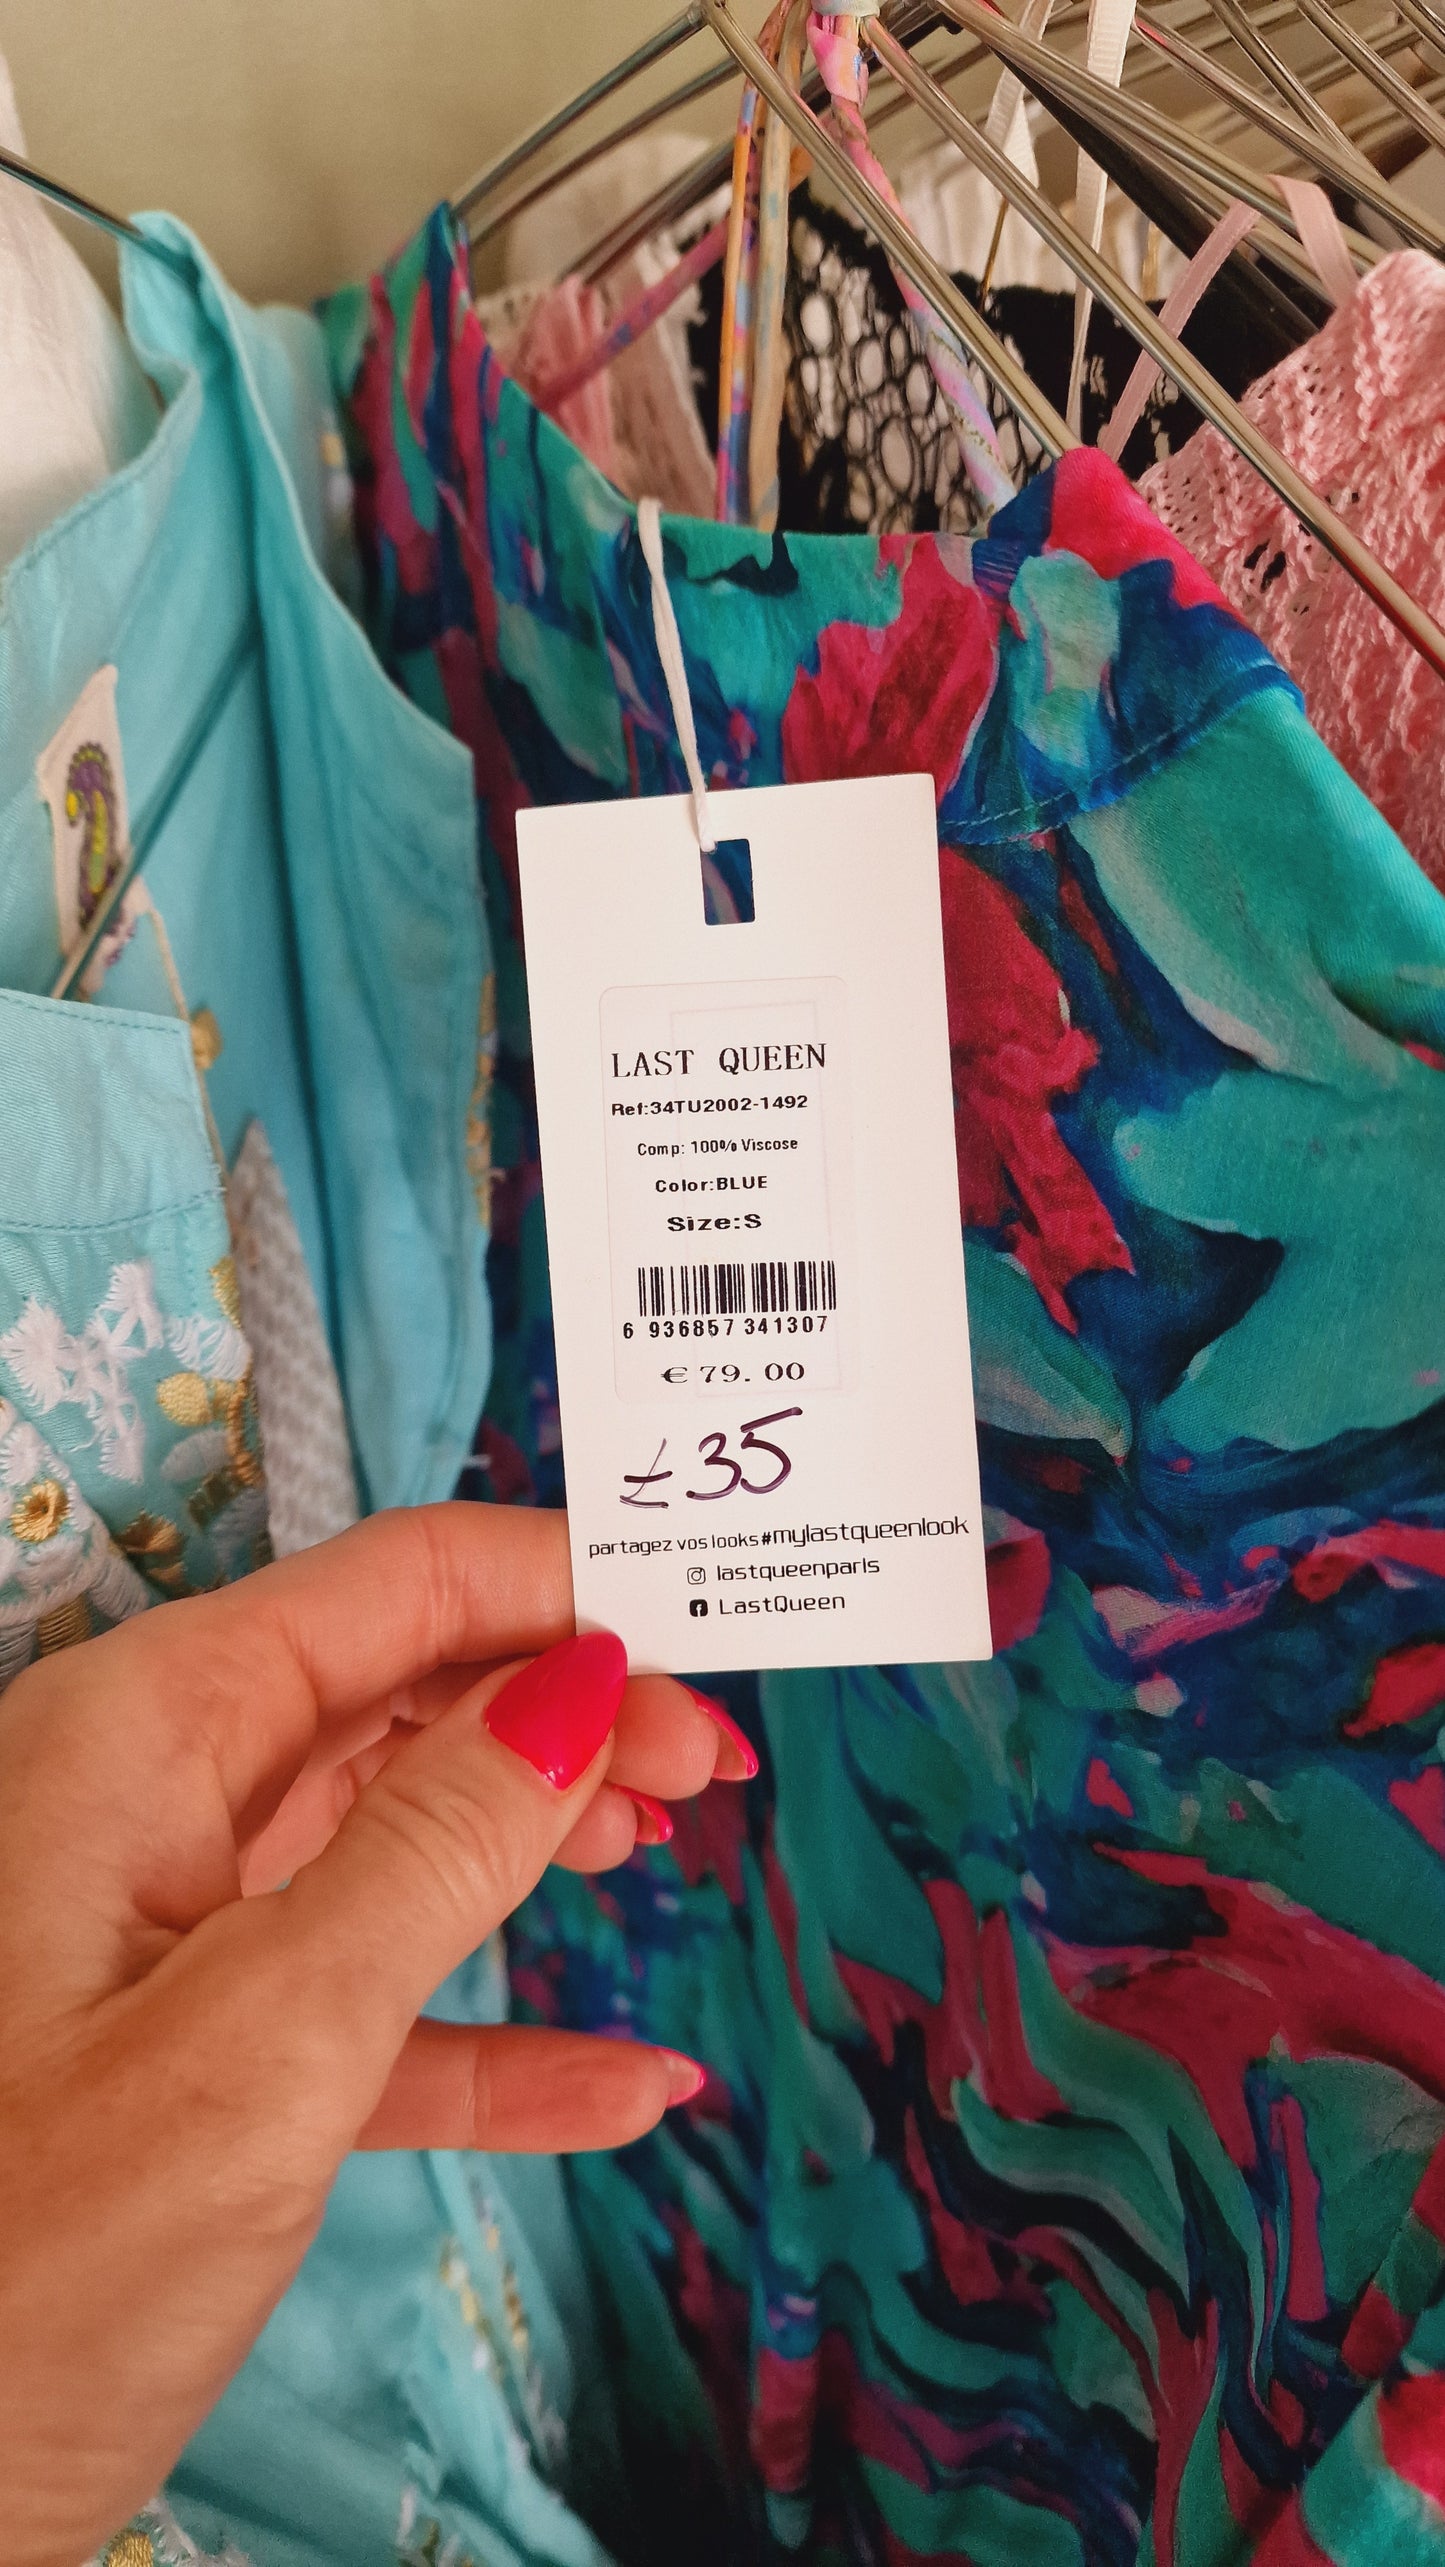 LAST QUEEN
Ref:34TU2002-1492
Comp: 100% Viscose
Color:BLUE
Size:S
6 936857 341307
€ 79. 00
£35
partagez vos looks#mylastqueenlook
lastqueenparis
LastQueen